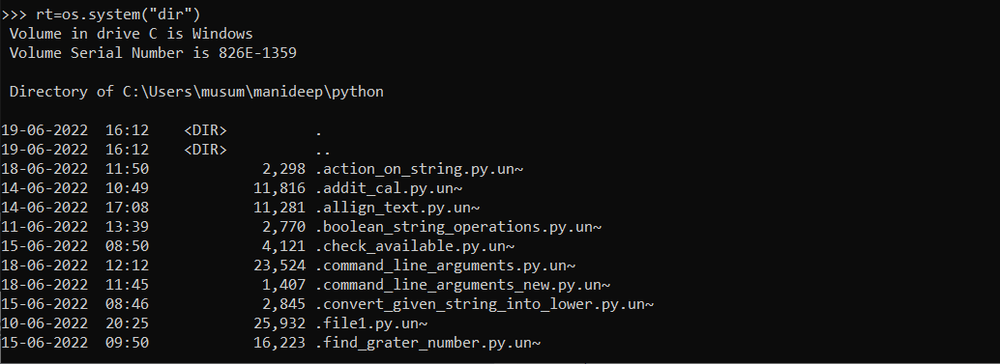 >>> rt=os.system("dir")
Volume in drive C is Windows
Volume Serial Number is 826E-1359
Directory of C:\Users\musum\manideep\python
19-06-2022 16:12 <DIR> .
19-06-2022 16:12 <DIR> ..
18-06-2022 11:50 2,298 .action_on_string.py.un~
14-06-2022 10:49 11,816 .addit_cal.py.un~
14-06-2022 17:08 11,281 .allign_text.py.un~
11-06-2022 13:39 2,770 .boolean_string_operations.py.un~
15-06-2022 08:50 4,121 .check_available.py.un~
18-06-2022 12:12 23,524 .command_line_arguments.py.un~
18-06-2022 11:45 1,407 .command_line_arguments_new.py.un~
15-06-2022 08:46 2,845 .convert_given_string_into_lower.py.un~
10-06-2022 20:25 25,932 .file1.py.un~
15-06-2022 09:50 16,223 .find_grater_number.py.un~